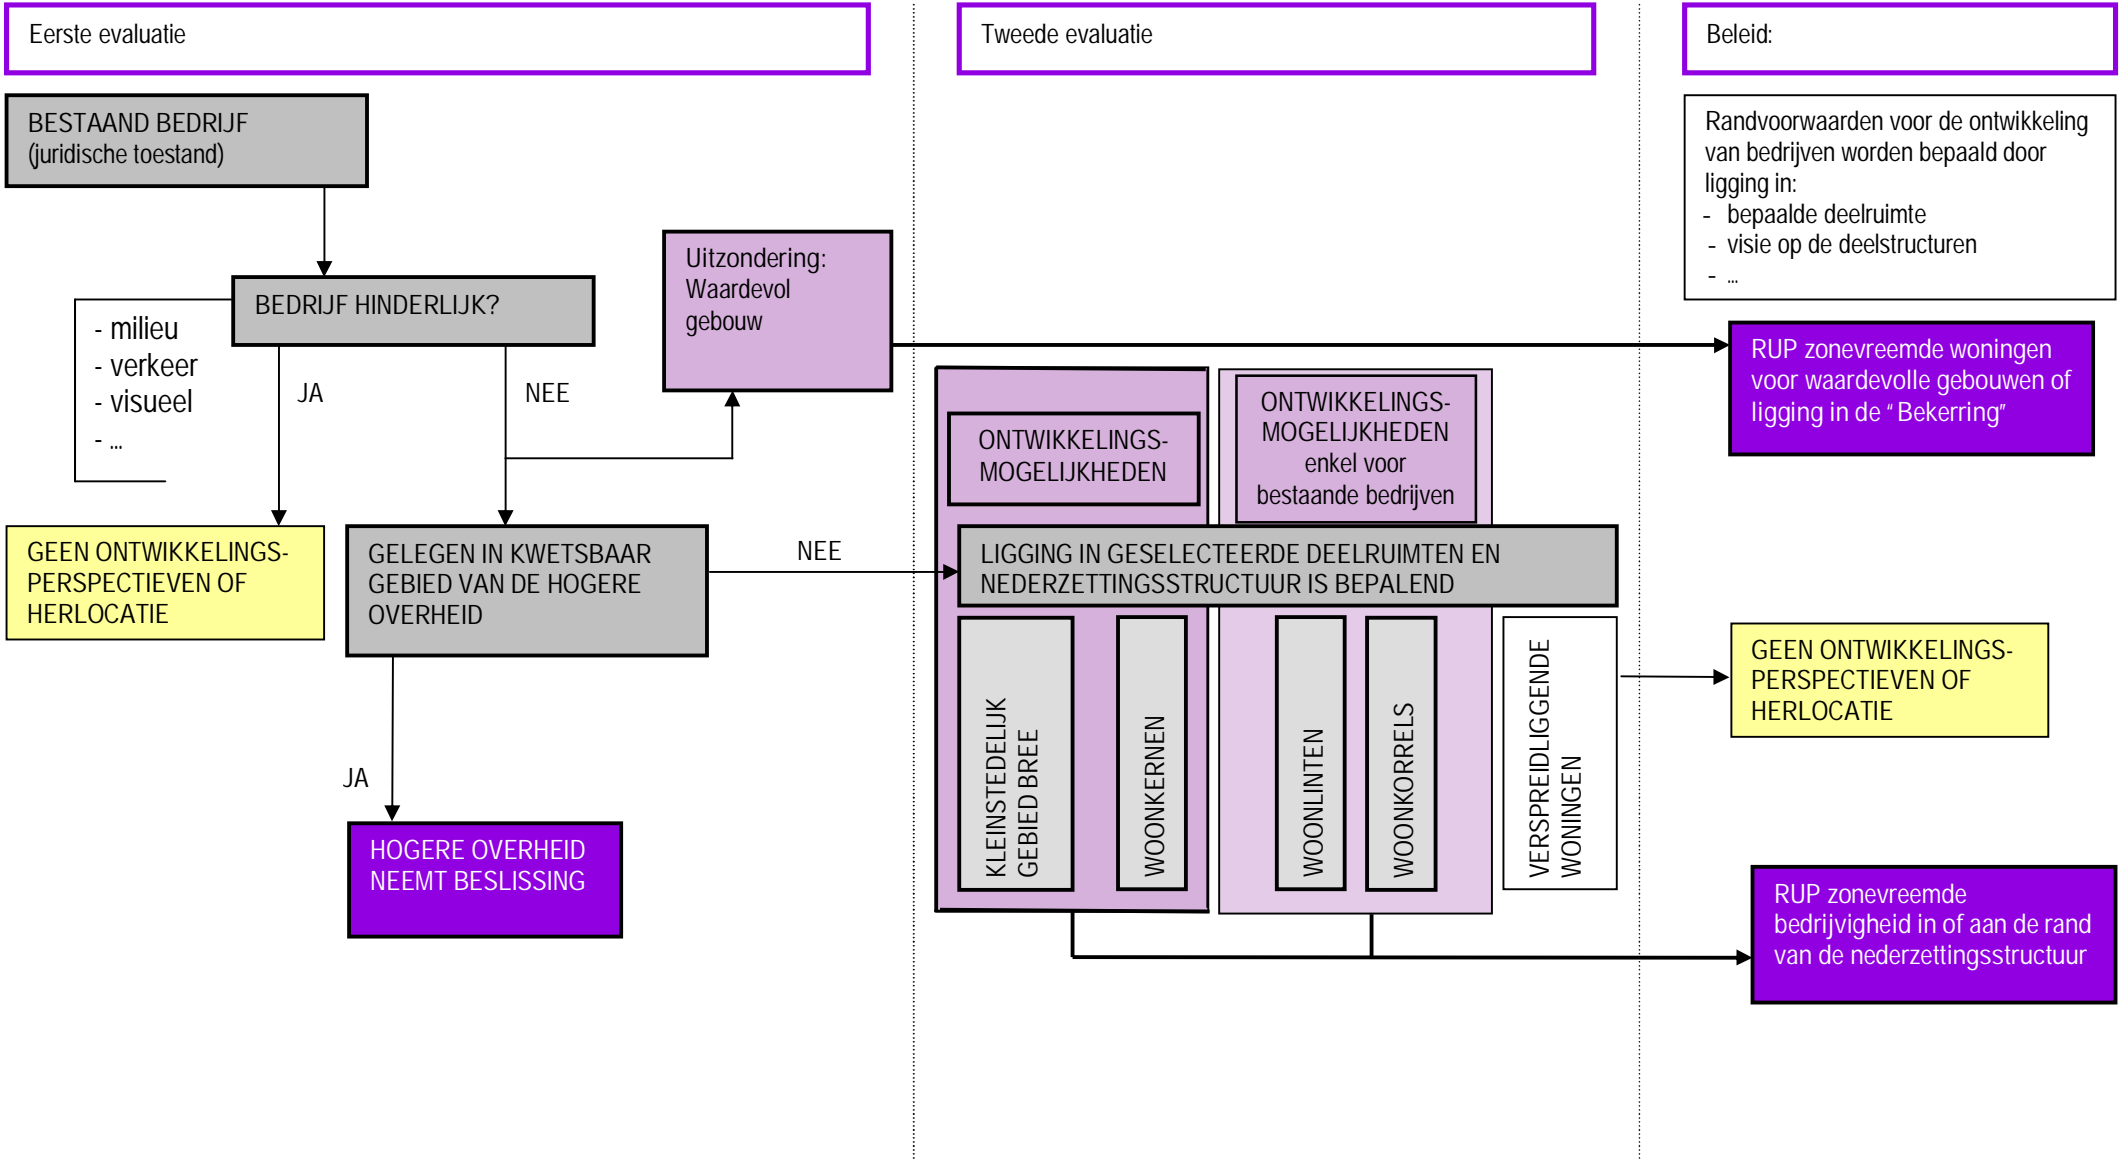 Eerste evaluatie
Tweede evaluatie
Beleid:
BESTAAND BEDRIJF
(juridische toestand)
Randvoorwaarden voor de ontwikkeling
van bedrijven worden bepaald door
ligging in:
- bepaalde deelruimte
- visie op de deelstructuren
- ...
BEDRIJF HINDERLIJK?
- milieu
- verkeer
- visueel
- ...
JA
NEE
Uitzondering:
Waardevol
gebouw
RUP zonevreemde woningen
voor waardevolle gebouwen of
ligging in de “Bekerring”
ONTWIKKELINGS-
MOGELIJKHEDEN
ONTWIKKELINGS-
MOGELIJKHEDEN
enkel voor
bestaande bedrijven
GEEN ONTWIKKELINGS-
PERSPECTIEVEN OF
HERLOCATIE
GELEGEN IN KWETSBAAR
GEBIED VAN DE HOGERE
OVERHEID
NEE
LIGGING IN GESELECTEERDE DEELRUIMTEN EN
NEDERZETTINGSSTRUCTUUR IS BEPALEND
KLEINSTEDELIJK
GEBIED BREE
WOONKERNEN
WOONLINTEN
WOONKORRELS
VERSPREIDLIGGENDE
WONINGEN
GEEN ONTWIKKELINGS-
PERSPECTIEVEN OF
HERLOCATIE
JA
HOGERE OVERHEID
NEEMT BESLISSING
RUP zonevreemde
bedrijvigheid in of aan de rand
van de nederzettingsstructuur